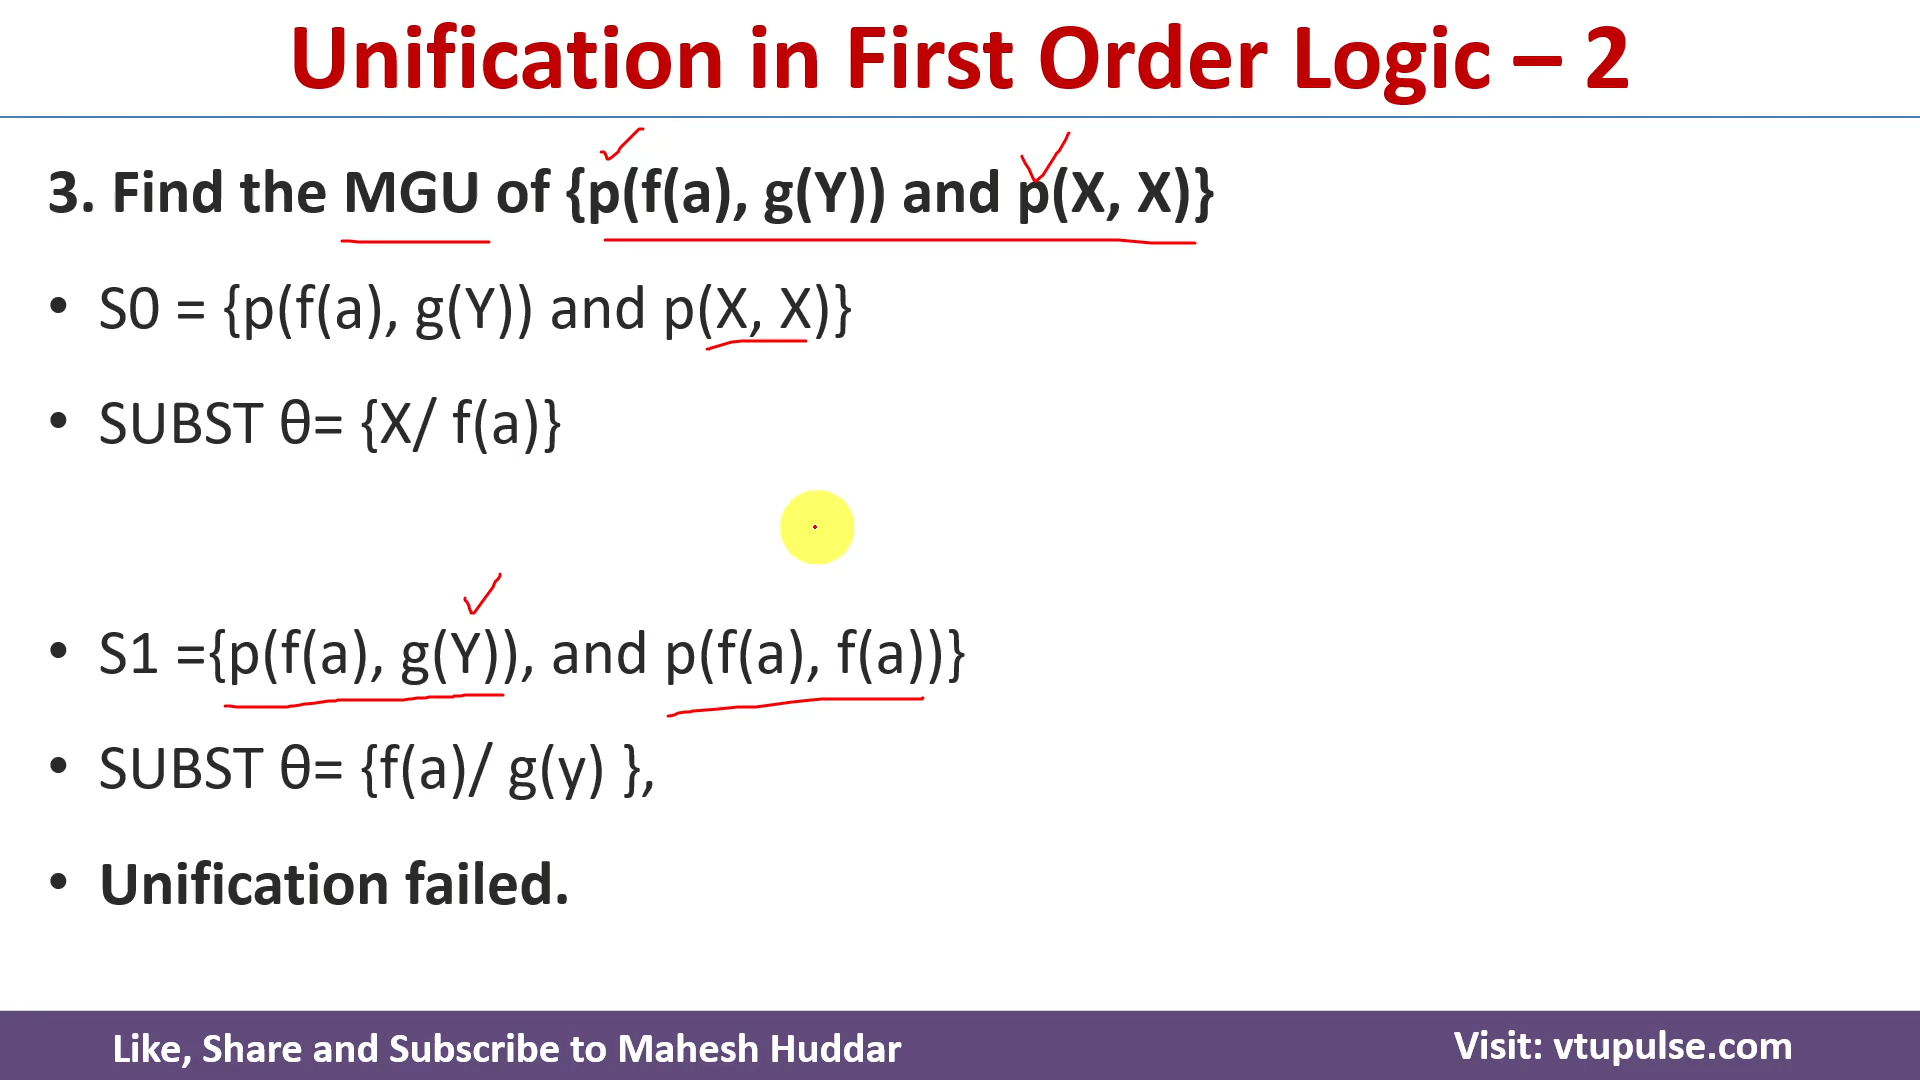 Unification in First Order Logic – 2
3. Find the MGU of {p(f(a), g(Y)) and p(X, X)}
• S0 = {p(f(a), g(Y)) and p(X, X)}
• SUBST θ= {X/ f(a)}
• S1 ={p(f(a), g(Y)), and p(f(a), f(a))}
• SUBST θ= {f(a)/ g(y) },
• Unification failed.
Like, Share and Subscribe to Mahesh Huddar
Visit: vtupulse.com